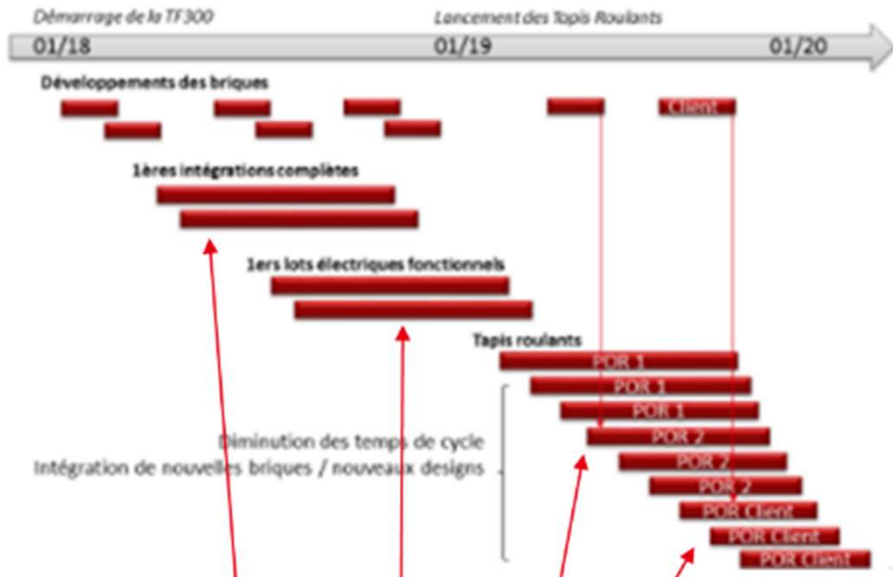 Démarrage de la TF300
Lancement des Tapis Roulants
01/18
01/19
01/20
Développements des briques
Client
1ères intégrations complètes
1ers lots électriques fonctionnels
Tapis roulants
POR 1
POR 1
POR 1
Diminution des temps de cycle
POR 2
Intégration de nouvelles briques / nouveaux designs
POR 2
POR 2
POR Client
POR Client
POR Client